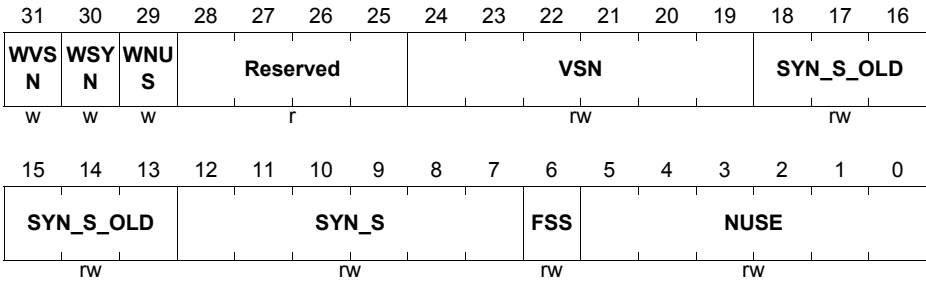 31 30 29 28 27 26 25 24 23 22 21 20 19 18 17 16
WVS WSY WNU Reserved VSN SYN_S_OLD
N N S
w w w r rw rw
15 14 13 12 11 10 9 8 7 6 5 4 3 2 1 0
SYN_S_OLD SYN_S FSS NUSE
rw rw rw rw